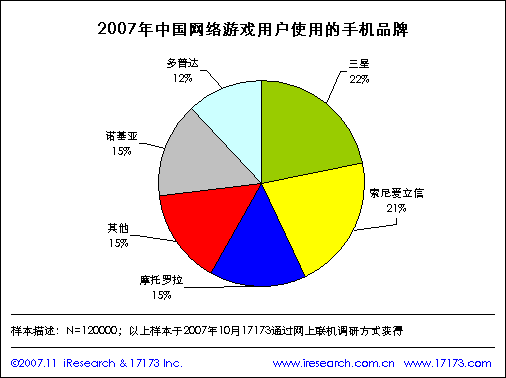 2007年中国网络游戏用户使用的手机品牌
多普达
12%
三星
22%
诺基亚
15%
索尼爱立信
21%
其他
15%
摩托罗拉
15%
样本描述：N=120000；以上样本于2007年10月17173通过网上联机调研方式获得
©2007.11 iResearch & 17173 Inc. www.iresearch.com.cn www.17173.com